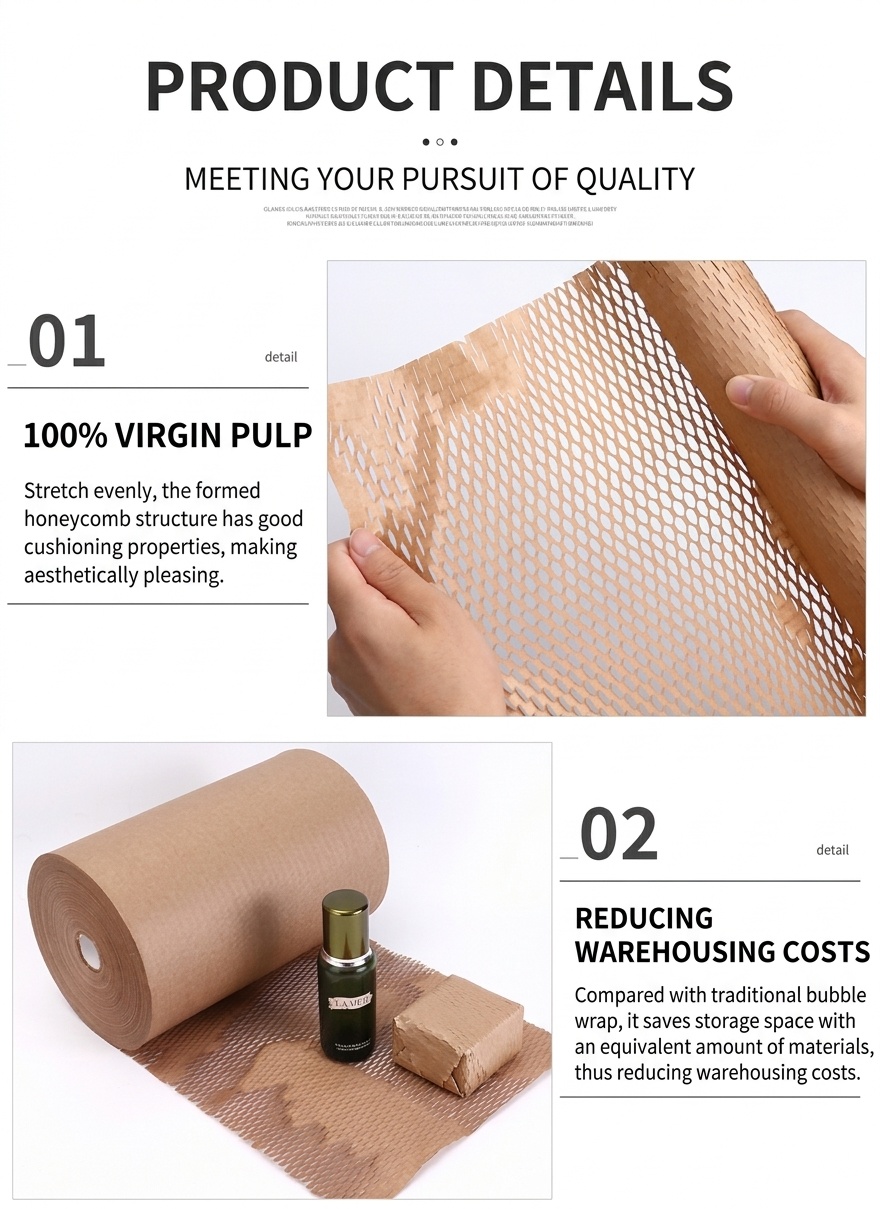 PRODUCT DETAILS
MEETING YOUR PURSUIT OF QUALITY
_01
detail
100% VIRGIN PULP
Stretch evenly, the formed
honeycomb structure has good
cushioning properties, making
aesthetically pleasing.
_02
detail
REDUCING
WAREHOUSING COSTS
Compared with traditional bubble
wrap, it saves storage space with
an equivalent amount of materials,
thus reducing warehousing costs.
LA MER